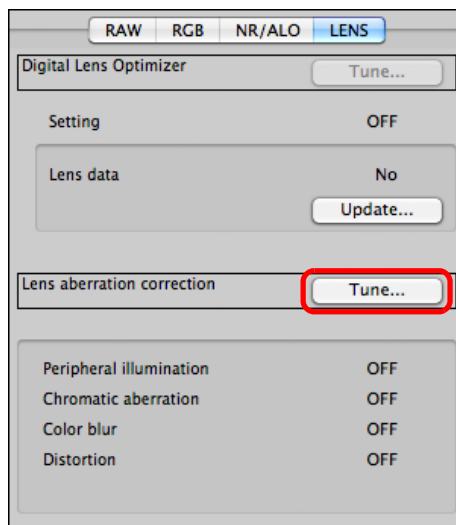 RAW RGB NR/ALO LENS
Digital Lens Optimizer Tune...
Setting OFF
Lens data No
Update...
Lens aberration correction Tune...
Peripheral illumination OFF
Chromatic aberration OFF
Color blur OFF
Distortion OFF